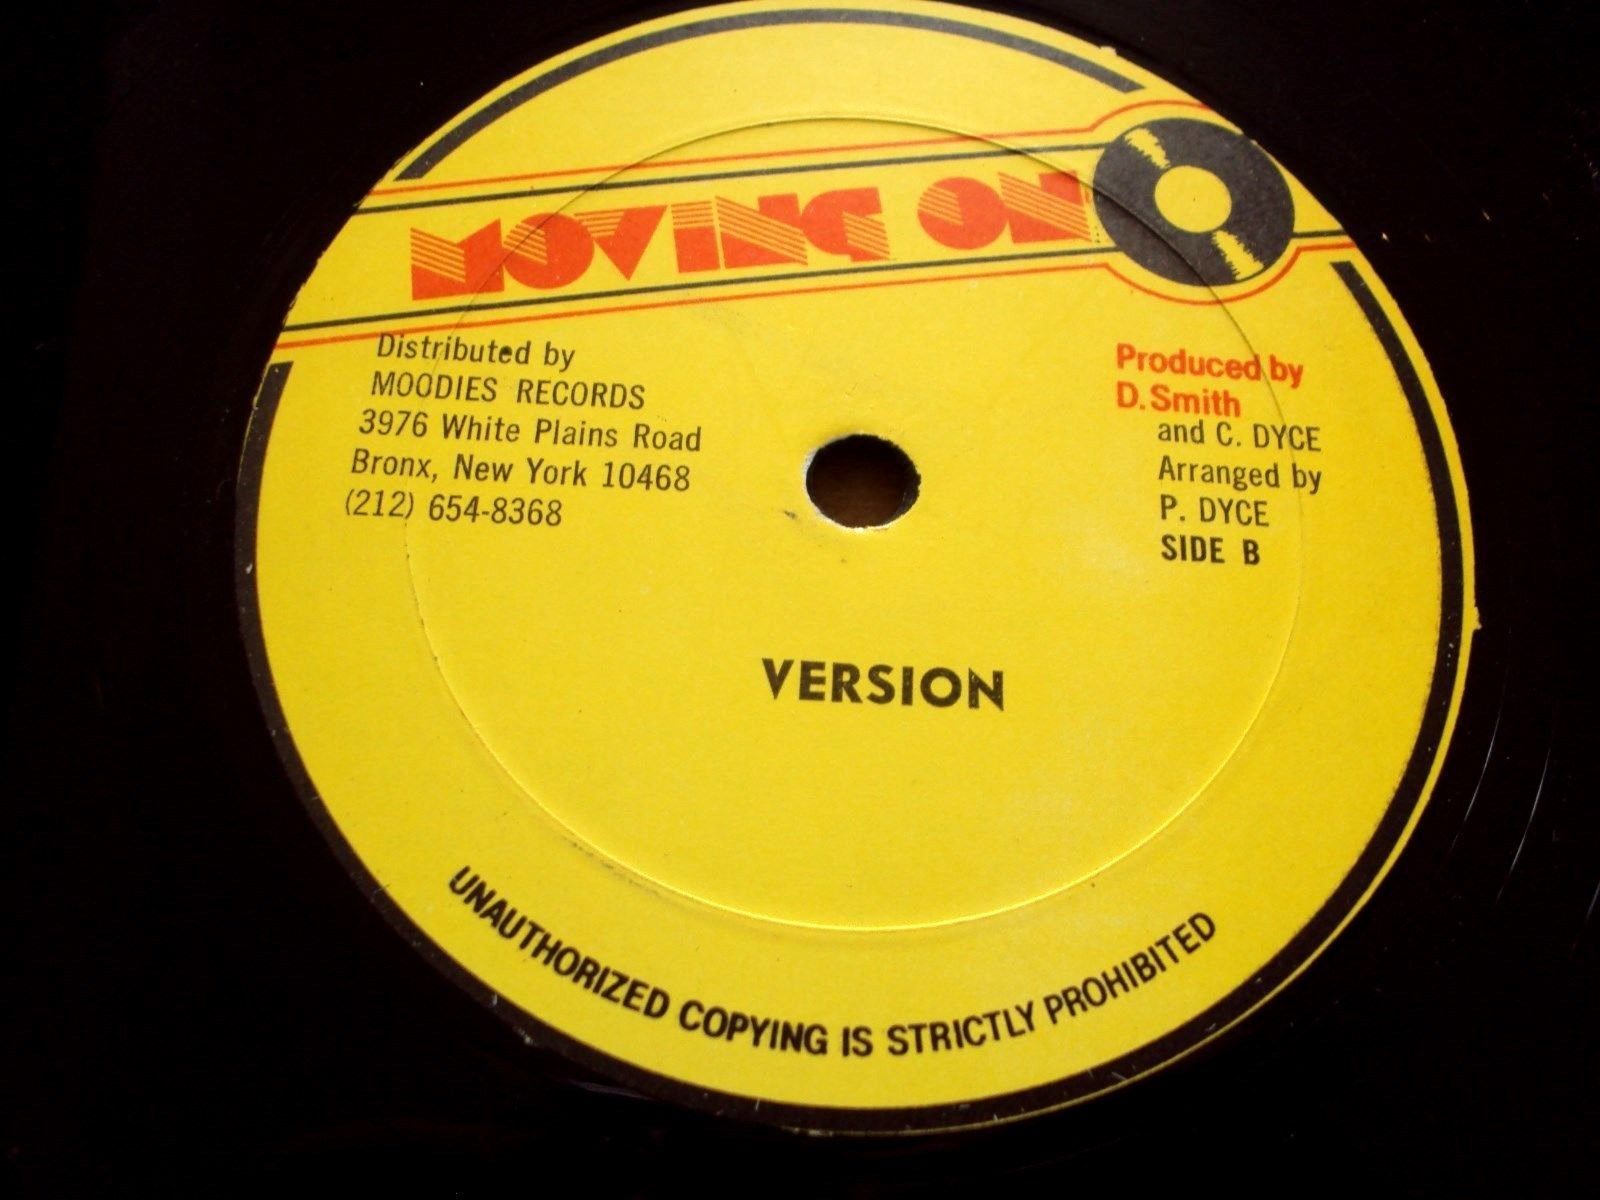 MOVING ON
Distributed by
MOODIES RECORDS
3976 White Plains Road
Bronx, New York 10468
(212) 654-8368
Produced by
D. Smith
and C. DYCE
Arranged by
P. DYCE
SIDE B
VERSION
UNAUTHORIZED COPYING IS STRICTLY PROHIBITED